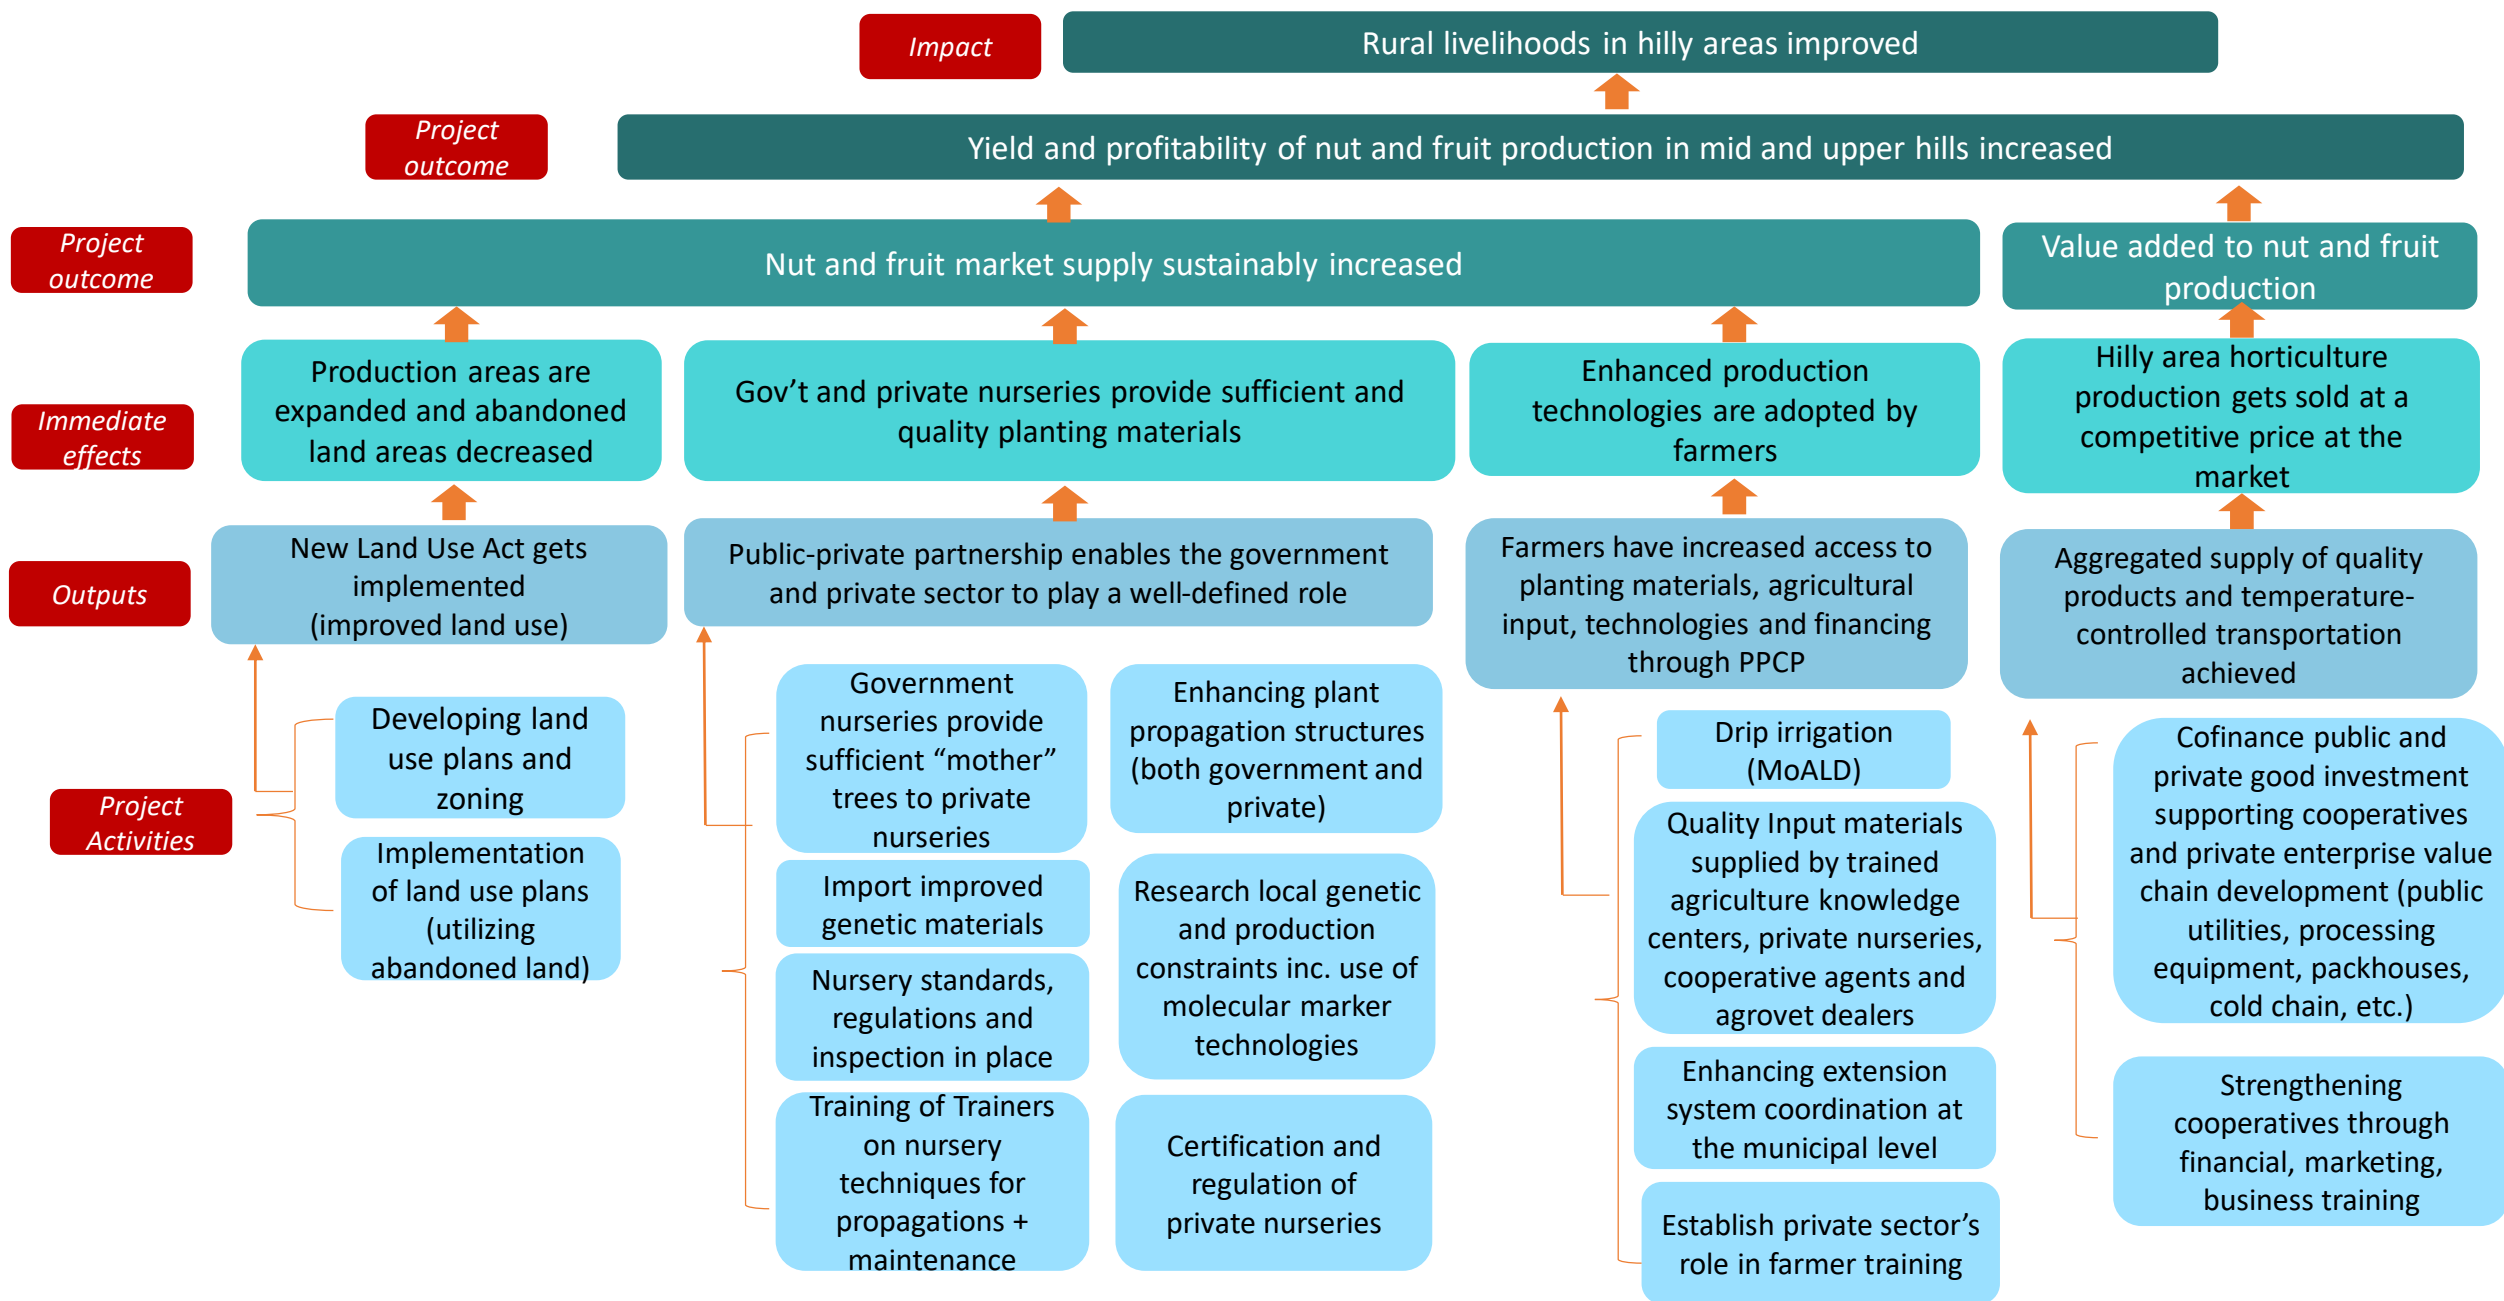 Impact
Rural livelihoods in hilly areas improved
Project
outcome
Yield and profitability of nut and fruit production in mid and upper hills increased
Project
outcome
Nut and fruit market supply sustainably increased
Value added to nut and fruit
production
Immediate
effects
Production areas are
expanded and abandoned
land areas decreased
Gov’t and private nurseries provide sufficient and
quality planting materials
Enhanced production
technologies are adopted by
farmers
Hilly area horticulture
production gets sold at a
competitive price at the
market
Outputs
New Land Use Act gets
implemented
(improved land use)
Public-private partnership enables the government
and private sector to play a well-defined role
Farmers have increased access to
planting materials, agricultural
input, technologies and financing
through PPCP
Aggregated supply of quality
products and temperature-
controlled transportation
achieved
Project
Activities
Developing land
use plans and
zoning
Implementation
of land use plans
(utilizing
abandoned land)
Government
nurseries provide
sufficient “mother”
trees to private
nurseries
Import improved
genetic materials
Nursery standards,
regulations and
inspection in place
Training of Trainers
on nursery
techniques for
propagations +
maintenance
Enhancing plant
propagation structures
(both government and
private)
Research local genetic
and production
constraints inc. use of
molecular marker
technologies
Certification and
regulation of
private nurseries
Drip irrigation
(MoALD)
Quality Input materials
supplied by trained
agriculture knowledge
centers, private nurseries,
cooperative agents and
agrovet dealers
Enhancing extension
system coordination at
the municipal level
Establish private sector’s
role in farmer training
Cofinance public and
private good investment
supporting cooperatives
and private enterprise value
chain development (public
utilities, processing
equipment, packhouses,
cold chain, etc.)
Strengthening
cooperatives through
financial, marketing,
business training